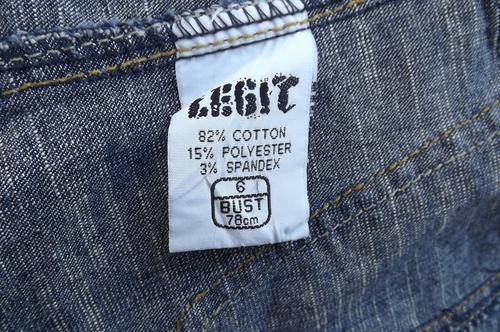 LEGIT
82% COTTON
15% POLYESTER
3% SPANDEX
6
BUST
78cm